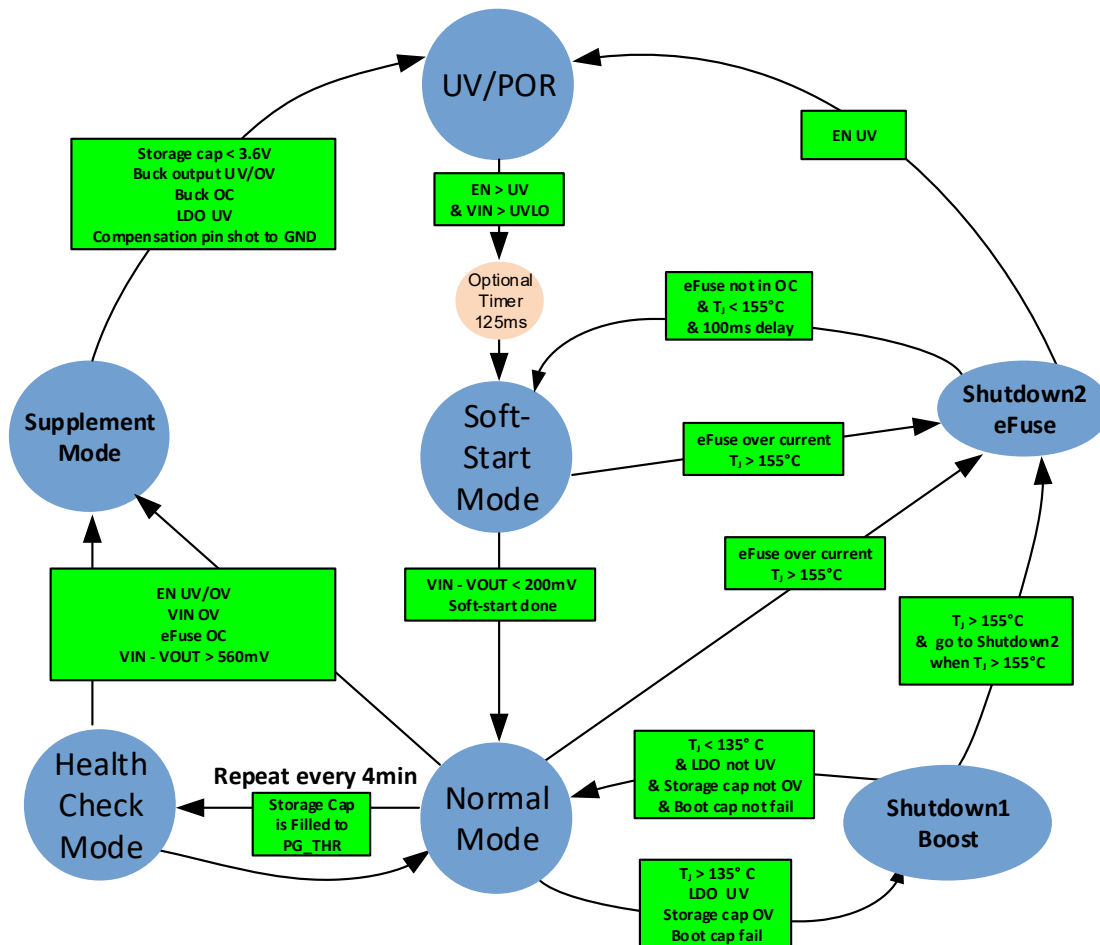 UV/POR
Storage cap < 3.6V
Buck output UV/OV
Buck OC
LDO UV
Compensation pin shot to GND
EN UV
EN > UV
& VIN > UVLO
Optional
Timer
125ms
eFuse not in OC
& TJ < 155°C
& 100ms delay
Supplement
Mode
Soft-
Start
Mode
Shutdown2
eFuse
eFuse over current
TJ > 155°C
eFuse over current
TJ > 155°C
EN UV/OV
VIN OV
eFuse OC
VIN - VOUT > 560mV
VIN - VOUT < 200mV
Soft-start done
TJ > 155°C
& go to Shutdown2
when TJ > 155°C
Health
Check
Mode
Repeat every 4min
Storage Cap
is Filled to
PG_THR
Normal
Mode
TJ < 135° C
& LDO not UV
& Storage cap not OV
& Boot cap not fail
Shutdown1
Boost
TJ > 135° C
LDO UV
Storage cap OV
Boot cap fail